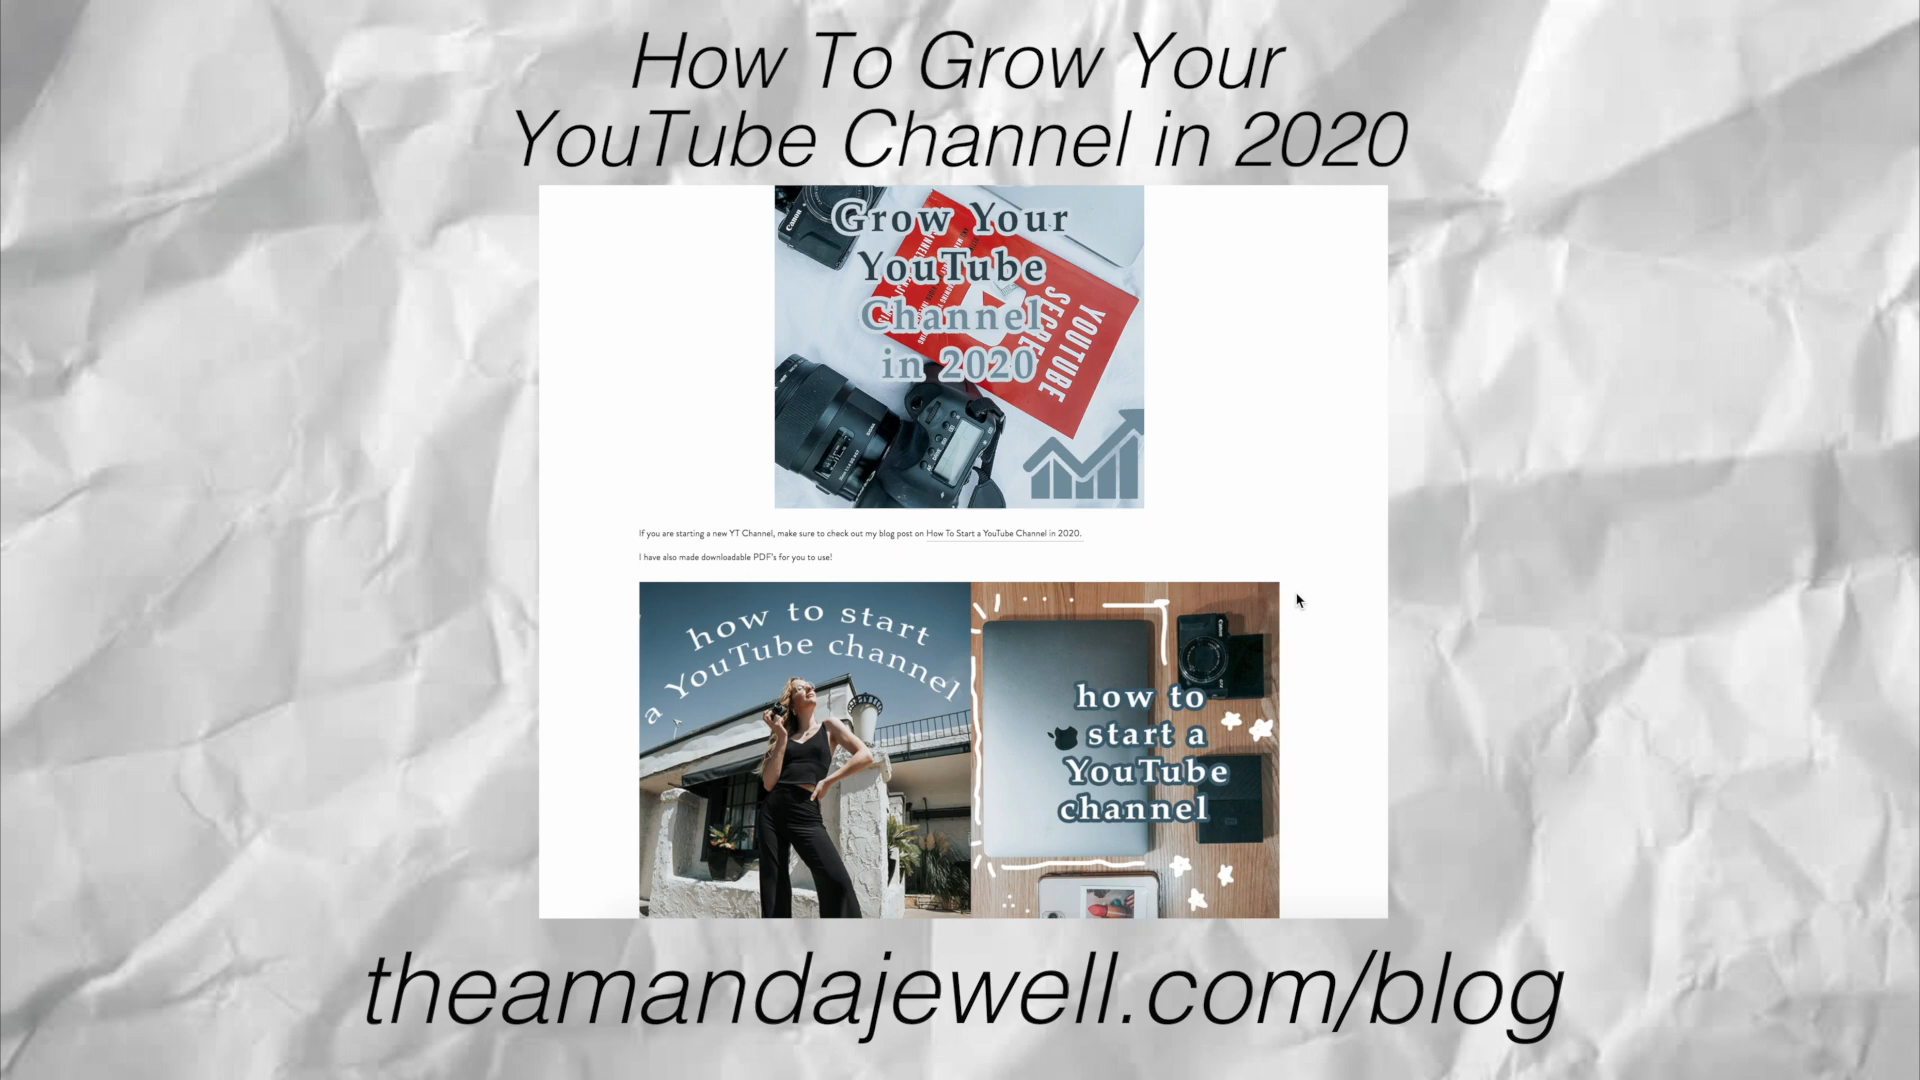 How To Grow Your
YouTube Channel in 2020
Grow Your
YouTube
Channel
in 2020
Canon
YOUTUBE
SECRETS
SIGMA
If you are starting a new YT Channel, make sure to check out my blog post on How To Start a YouTube Channel in 2020.
I have also made downloadable PDF's for you to use!
how to start
a YouTube channel
how to
start a
YouTube
channel
Canon
theamandajewell.com/blog